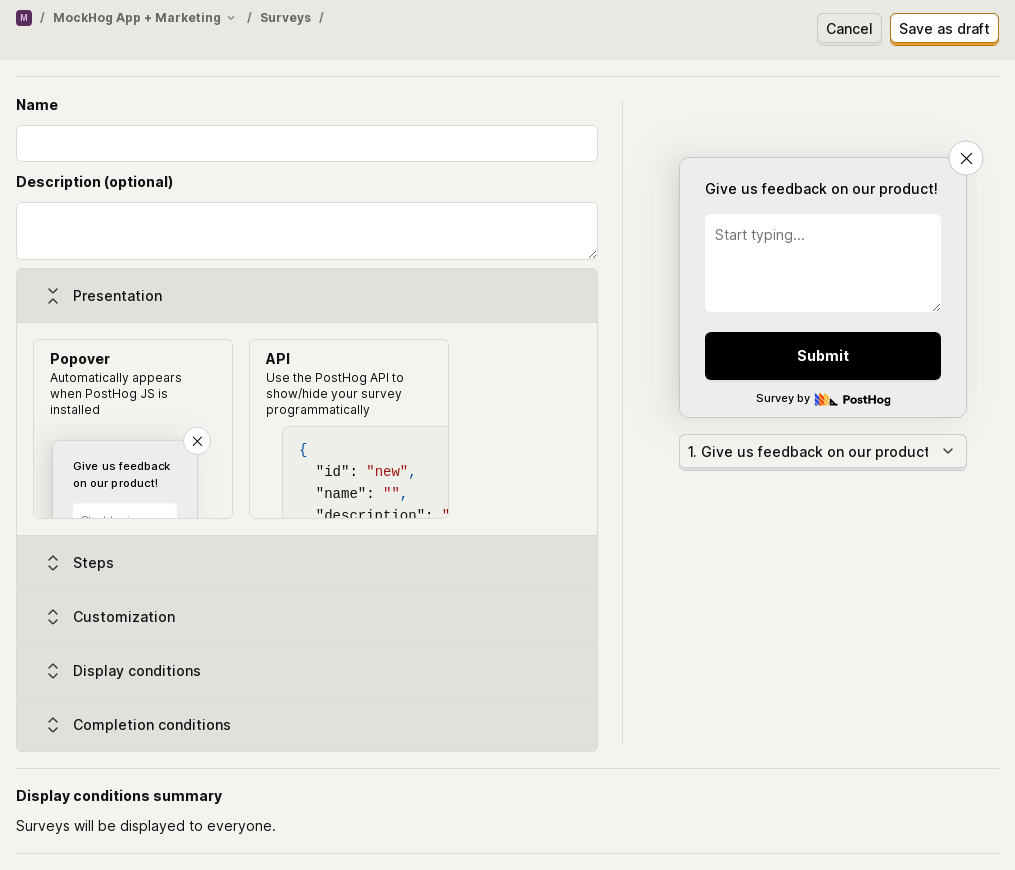 M / MockHog App + Marketing / Surveys /
Cancel
Save as draft
Name
Description (optional)
Presentation
Popover
Automatically appears
when PostHog JS is
installed
Give us feedback
on our product!
API
Use the PostHog API to
show/hide your survey
programmatically
{
"id": "new",
"name": "",
"description": "
Steps
Customization
Display conditions
Completion conditions
Give us feedback on our product!
Start typing...
Submit
Survey by PostHog
1. Give us feedback on our product
Display conditions summary
Surveys will be displayed to everyone.